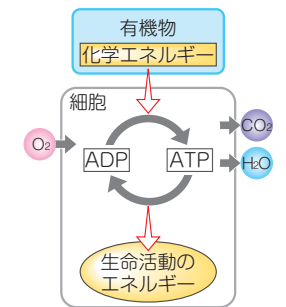 有機物
化学エネルギー
細胞
O₂
ADP
ATP
CO₂
H₂O
生命活動の
エネルギー